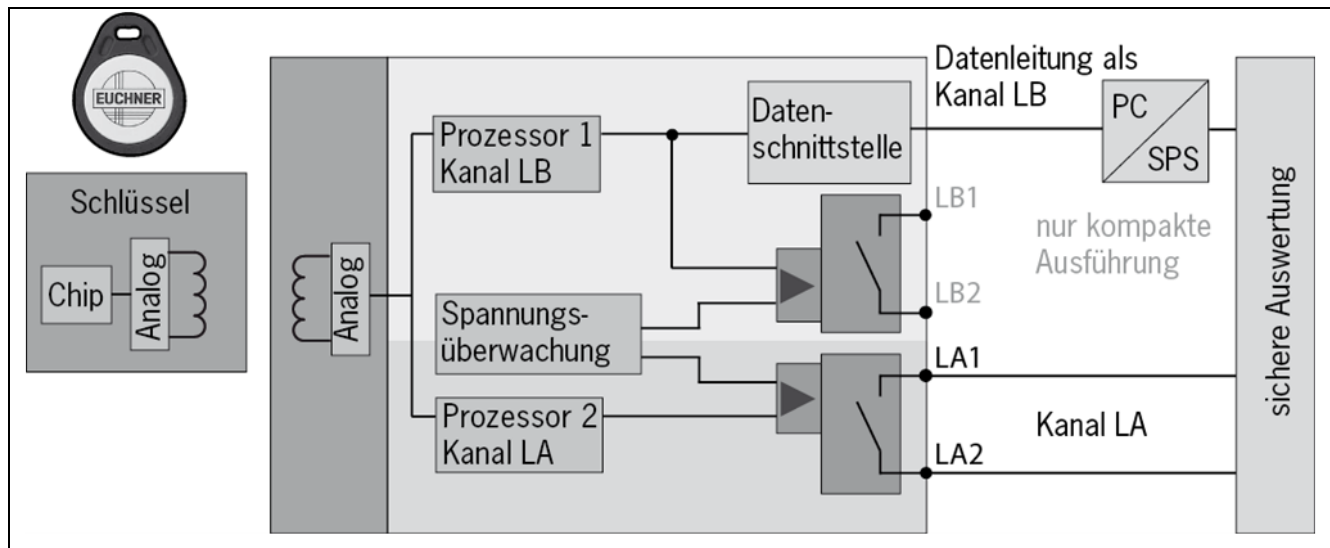 EUCHNER
Schlüssel
Chip
Analog
Analog
Prozessor 1
Kanal LB
Spannungs-
überwachung
Prozessor 2
Kanal LA
Daten-
schnittstelle
Datenleitung als
Kanal LB
PC
SPS
LB1
LB2
nur kompakte
Ausführung
LA1
Kanal LA
LA2
sichere Auswertung